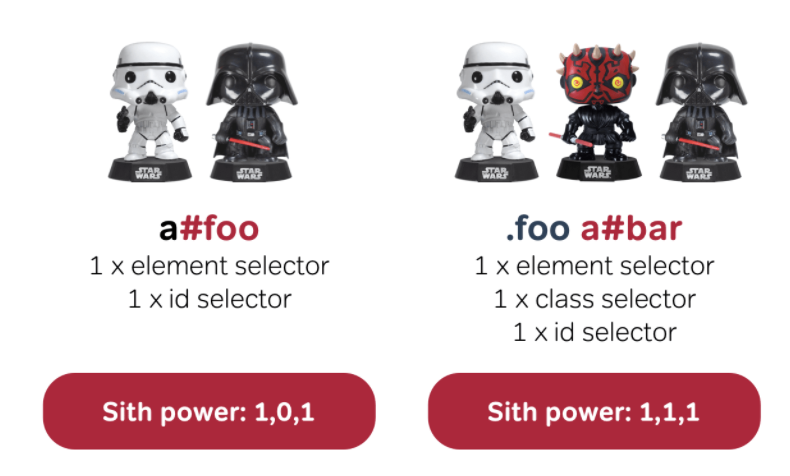 STAR WARS
STAR WARS
STAR WARS
STAR WARS
STAR WARS
a#foo
1 x element selector
1 x id selector
Sith power: 1,0,1
.foo a#bar
1 x element selector
1 x class selector
1 x id selector
Sith power: 1,1,1